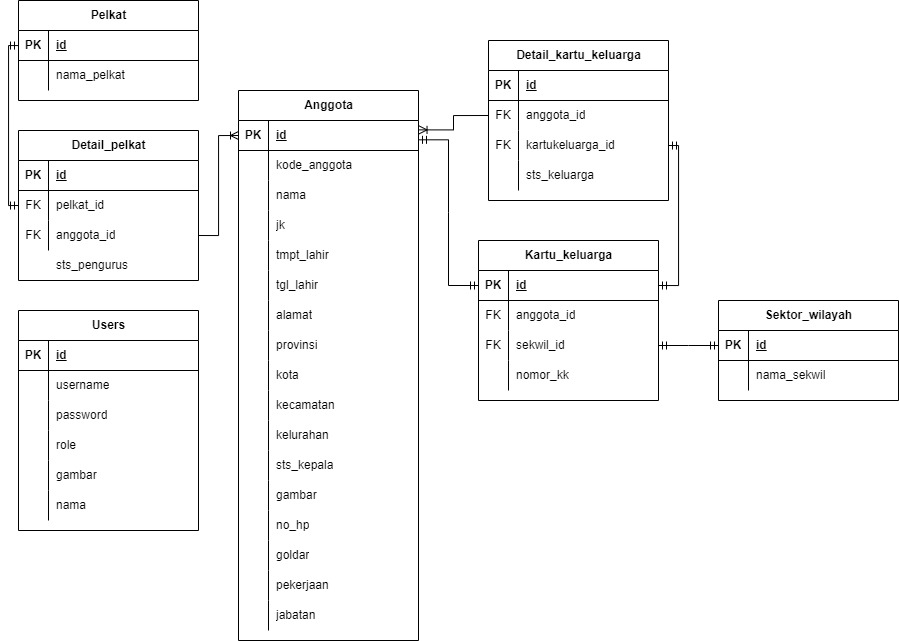 Pelkat
PK id
nama_pelkat
Detail_pelkat
PK id
FK pelkat_id
FK anggota_id
sts_pengurus
Users
PK id
username
password
role
gambar
nama
Anggota
PK id
kode_anggota
nama
jk
tmpt_lahir
tgl_lahir
alamat
provinsi
kota
kecamatan
kelurahan
sts_kepala
gambar
no_hp
goldar
pekerjaan
jabatan
Detail_kartu_keluarga
PK id
FK anggota_id
FK kartukeluarga_id
sts_keluarga
Kartu_keluarga
PK id
FK anggota_id
FK sekwil_id
nomor_kk
Sektor_wilayah
PK id
nama_sekwil